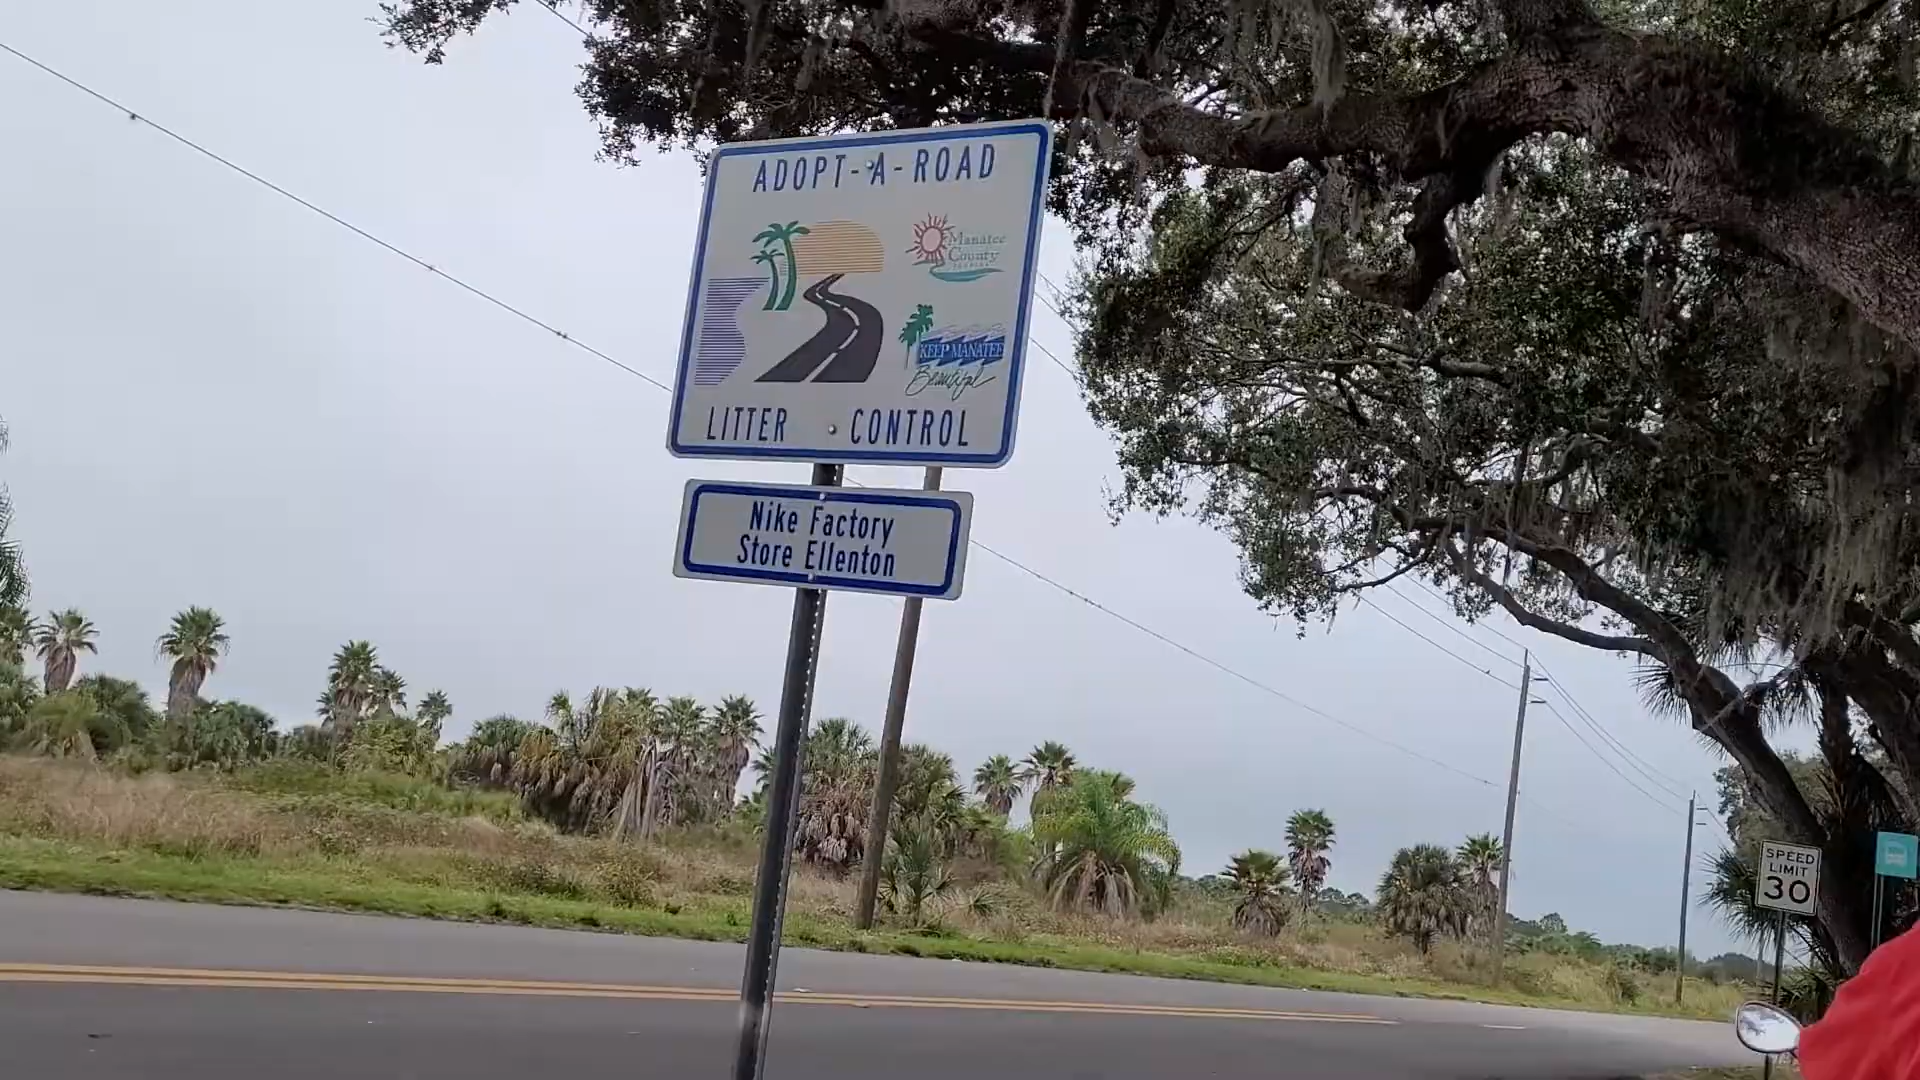 ADOPT-A-ROAD
Manatee
County
KEEP MANATEE
Beautiful
LITTER CONTROL
Nike Factory
Store Ellenton
SPEED
LIMIT
30